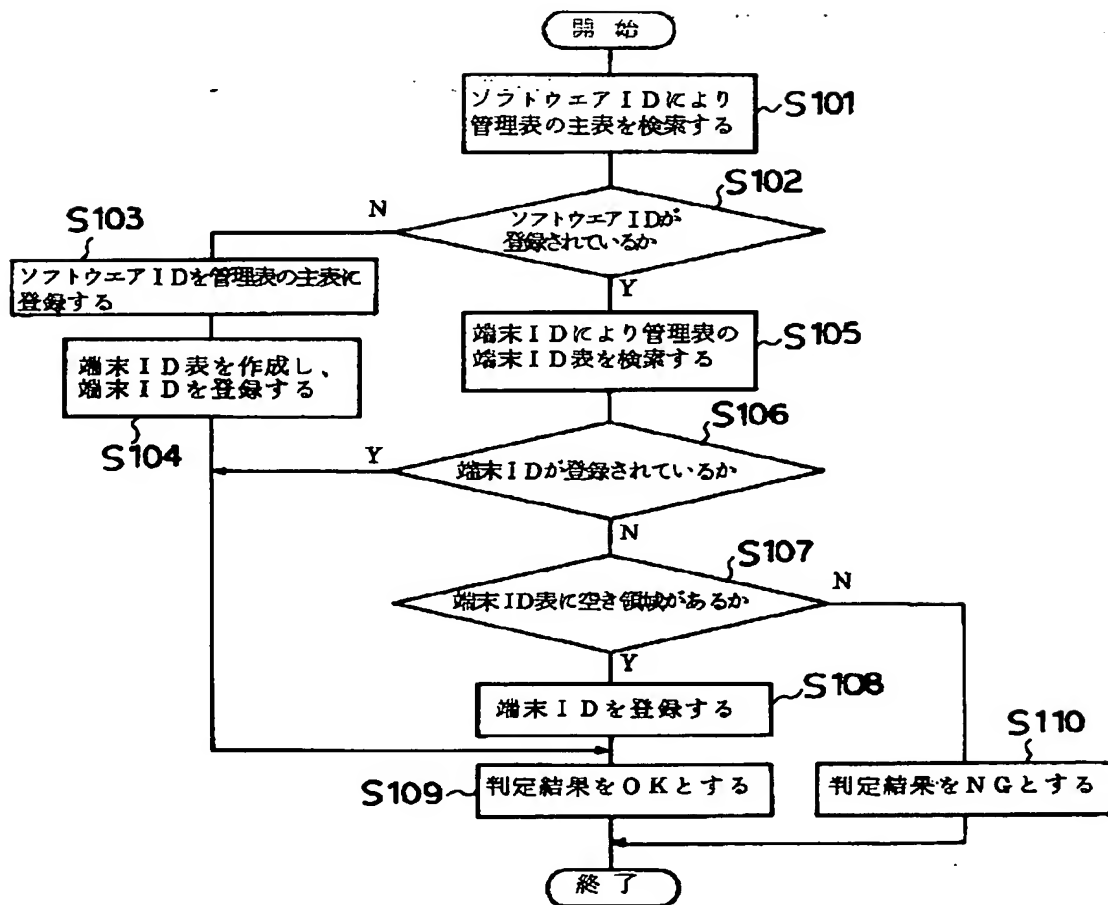 開始
ソフトウエアIDにより
管理表の主表を検索する
S101
S102
N
ソフトウエアIDが
登録されているか
Y
S103
ソフトウエアIDを管理表の主表に
登録する
端末ID表を作成し、
端末IDを登録する
S104
端末IDにより管理表の
端末ID表を検索する
S105
S106
Y
端末IDが登録されているか
N
S107
端末ID表に空き領域があるか
N
Y
端末IDを登録する
S108
S109
判定結果をOKとする
S110
判定結果をNGとする
終了